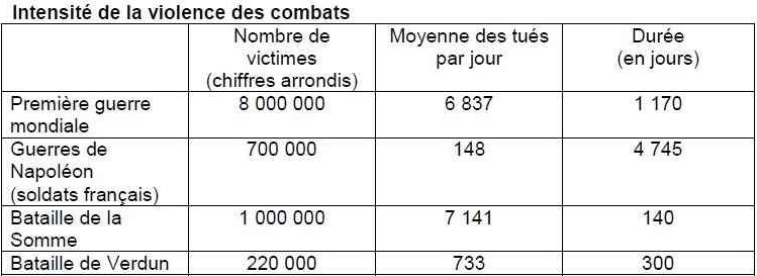 Intensité de la violence des combats
Nombre de
victimes
(chiffres arrondis)
Moyenne des tués
par jour
Durée
(en jours)
Première guerre
mondiale
8 000 000
6 837
1 170
Guerres de
Napoléon
(soldats français)
700 000
148
4 745
Bataille de la
Somme
1 000 000
7 141
140
Bataille de Verdun
220 000
733
300